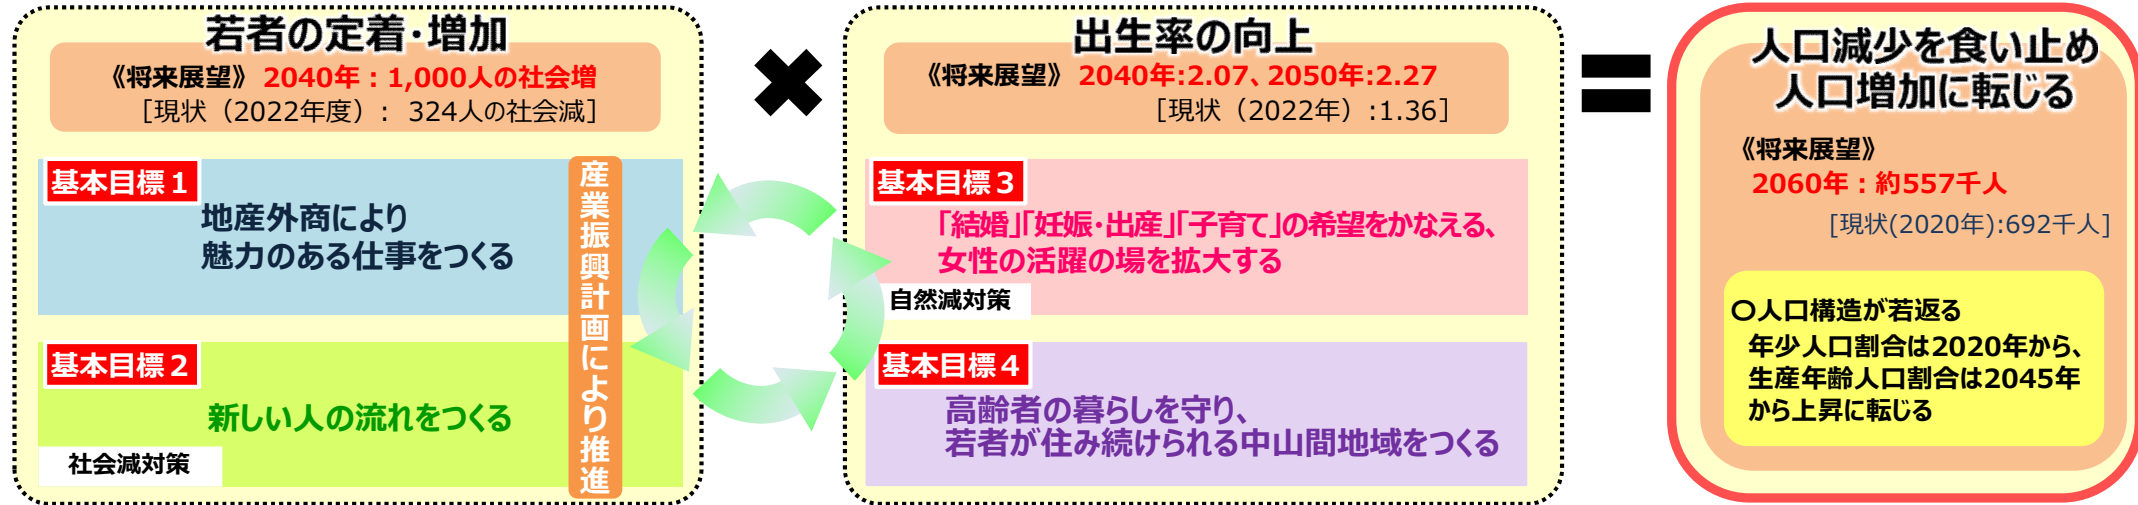 若者の定着・増加
《将来展望》 2040年：1,000人の社会増
［現状（2022年度）： 324人の社会減］
基本目標１
地産外商により
魅力のある仕事をつくる
基本目標２
新しい人の流れをつくる
社会減対策
産業振興計画により推進
✖
出生率の向上
《将来展望》 2040年:2.07、2050年:2.27
［現状（2022年）:1.36］
基本目標３
「結婚」「妊娠・出産」「子育て」の希望をかなえる、
女性の活躍の場を拡大する
自然減対策
基本目標４
高齢者の暮らしを守り、
若者が住み続けられる中山間地域をつくる
＝
人口減少を食い止め
人口増加に転じる
《将来展望》
2060年：約557千人
［現状(2020年):692千人］
〇人口構造が若返る
年少人口割合は2020年から、
生産年齢人口割合は2045年
から上昇に転じる